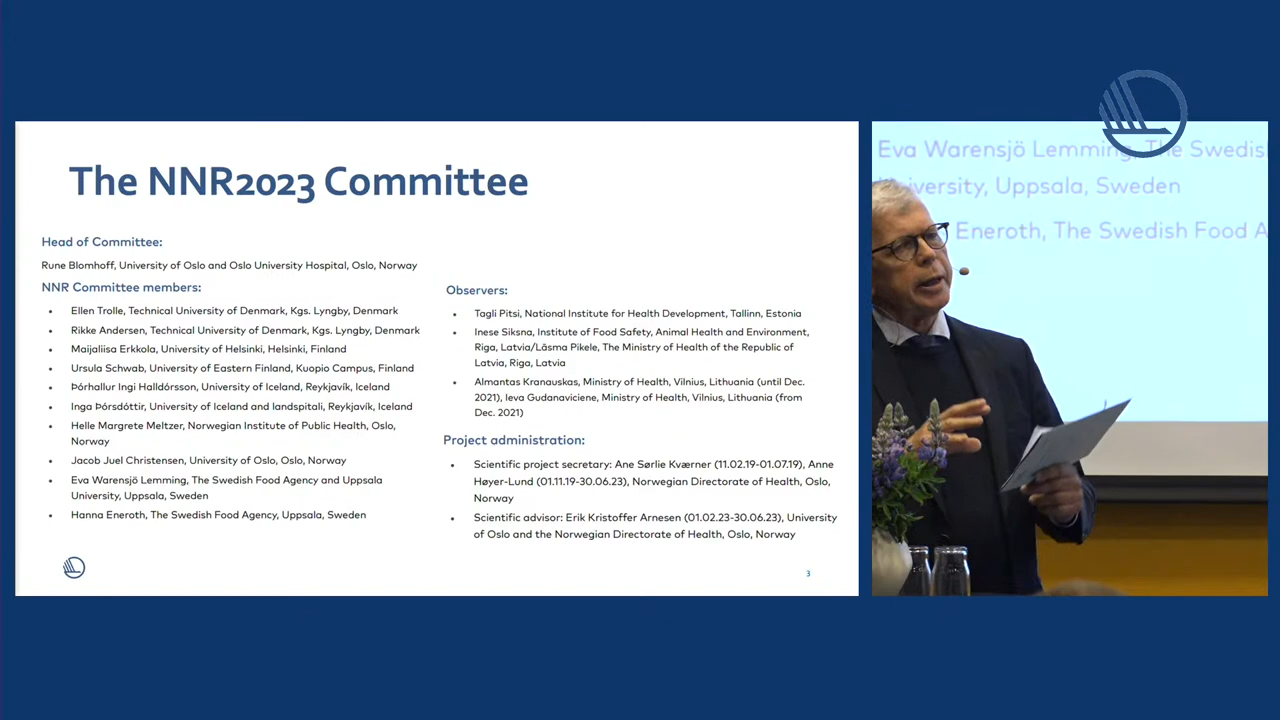 The NNR2023 Committee
Head of Committee:
Rune Blomhoff, University of Oslo and Oslo University Hospital, Oslo, Norway
NNR Committee members:
• Ellen Trolle, Technical University of Denmark, Kgs. Lyngby, Denmark
• Rikke Andersen, Technical University of Denmark, Kgs. Lyngby, Denmark
• Maijaliisa Erkkola, University of Helsinki, Helsinki, Finland
• Ursula Schwab, University of Eastern Finland, Kuopio Campus, Finland
• Þórhallur Ingi Halldórsson, University of Iceland, Reykjavík, Iceland
• Inga Þórsdóttir, University of Iceland and landspitali, Reykjavík, Iceland
• Helle Margrete Meltzer, Norwegian Institute of Public Health, Oslo,
Norway
• Jacob Juel Christensen, University of Oslo, Oslo, Norway
• Eva Warensjö Lemming, The Swedish Food Agency and Uppsala
University, Uppsala, Sweden
• Hanna Eneroth, The Swedish Food Agency, Uppsala, Sweden
Observers:
• Tagli Pitsi, National Institute for Health Development, Tallinn, Estonia
• Inese Siksna, Institute of Food Safety, Animal Health and Environment,
Riga, Latvia/Lāsma Pikele, The Ministry of Health of the Republic of
Latvia, Riga, Latvia
• Almantas Kranauskas, Ministry of Health, Vilnius, Lithuania (until Dec.
2021), Ieva Gudanaviciene, Ministry of Health, Vilnius, Lithuania (from
Dec. 2021)
Project administration:
• Scientific project secretary: Ane Sørlie Kværner (11.02.19-01.07.19), Anne
Høyer-Lund (01.11.19-30.06.23), Norwegian Directorate of Health, Oslo,
Norway
• Scientific advisor: Erik Kristoffer Arnesen (01.02.23-30.06.23), University
of Oslo and the Norwegian Directorate of Health, Oslo, Norway
3
Eva Warensjö Lemming, The Swedis
University, Uppsala, Sweden
Eneroth, The Swedish Food A